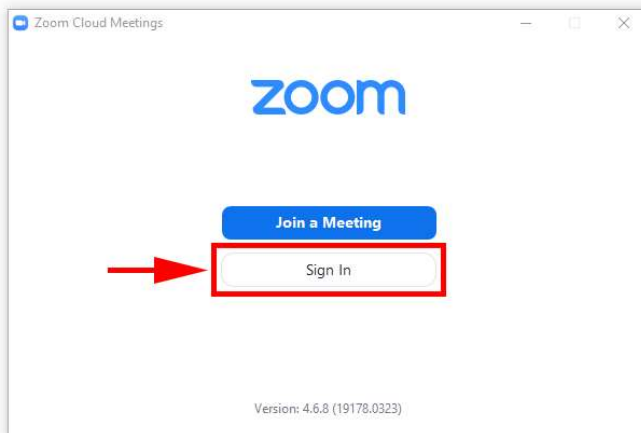 Zoom Cloud Meetings
zoom
Join a Meeting
Sign In
Version: 4.6.8 (19178.0323)